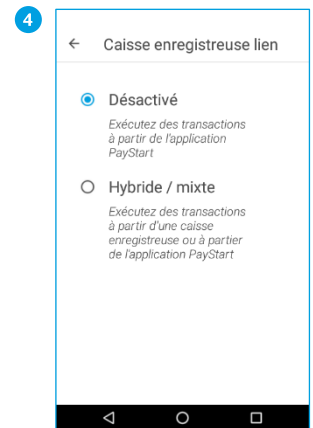 4
Caisse enregistreuse lien
Désactivé
Exécutez des transactions
à partir de l'application
PayStart
Hybride / mixte
Exécutez des transactions
à partir d'une caisse
enregistreuse ou à partier
de l'application PayStart